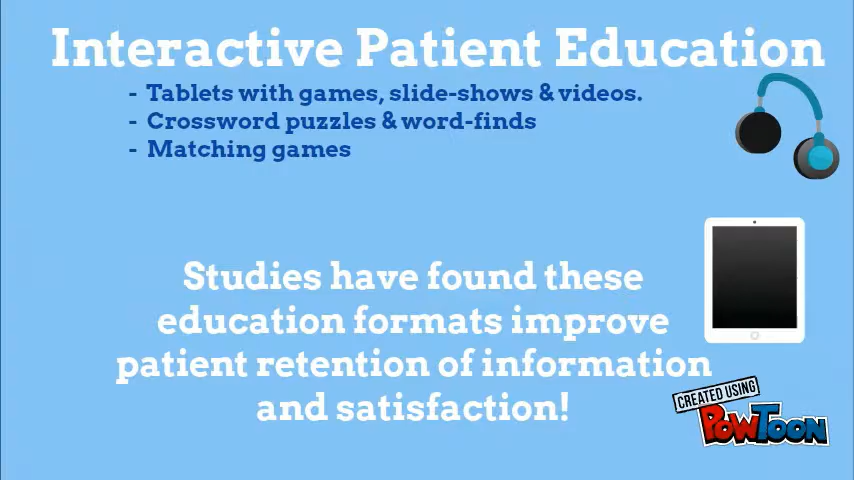 Interactive Patient Education
- Tablets with games, slide-shows & videos.
- Crossword puzzles & word-finds
- Matching games
Studies have found these
education formats improve
patient retention of information
and satisfaction!
CREATED USING
POWTOON